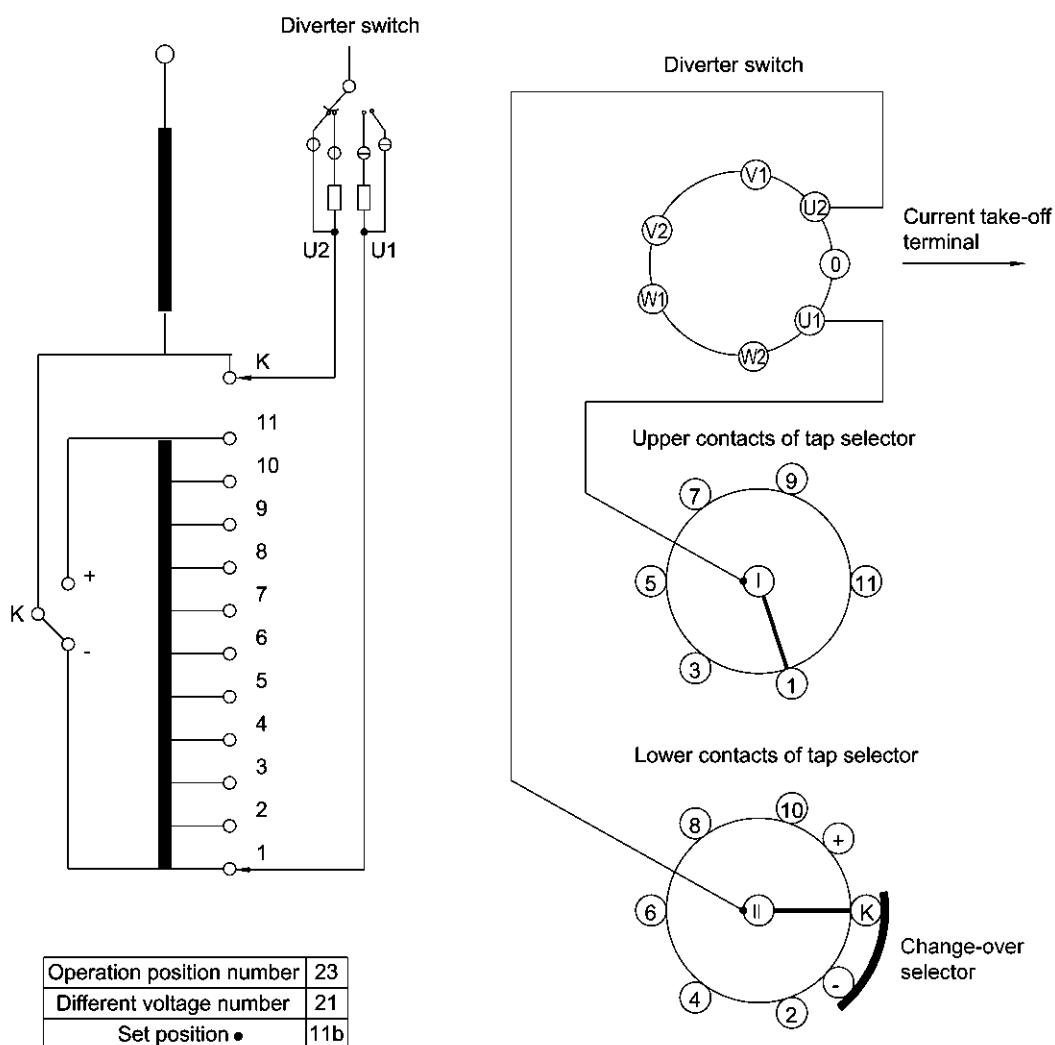 Diverter switch
U2
U1
K
11
10
9
8
7
6
5
4
3
2
1
+
K
-
Operation position number 23
Different voltage number 21
Set position ● 11b
Diverter switch
V1
U2
V2
0
W1
U1
W2
Current take-off
terminal
Upper contacts of tap selector
9
7
I
5
11
3
1
Lower contacts of tap selector
10
8
+
II
6
K
-
4
2
Change-over
selector